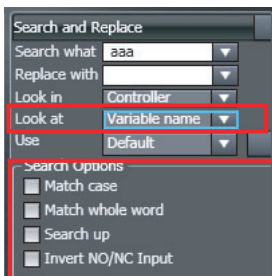 Search and Replace
Search what aaa
Replace with
Look in Controller
Look at Variable name
Use Default
Search Options
Match case
Match whole word
Search up
Invert NO/NC Input